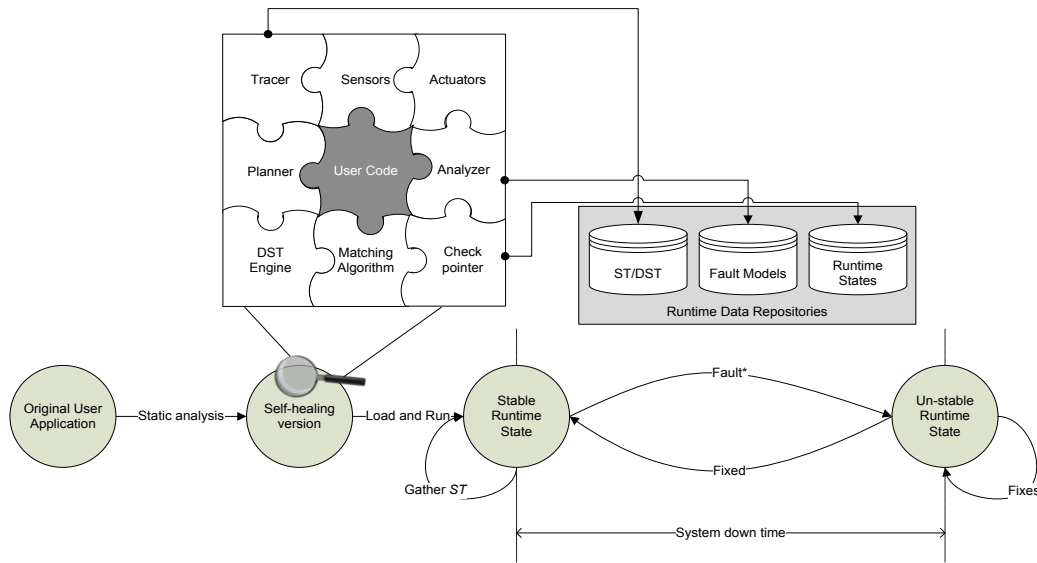 Tracer
Sensors
Actuators
Planner
User Code
Analyzer
DST
Engine
Matching
Algorithm
Check
pointer
ST/DST
Fault Models
Runtime
States
Runtime Data Repositories
Original User
Application
Static analysis
Self-healing
version
Load and Run
Stable
Runtime
State
Fault*
Un-stable
Runtime
State
Fixed
Gather ST
Fixes
System down time